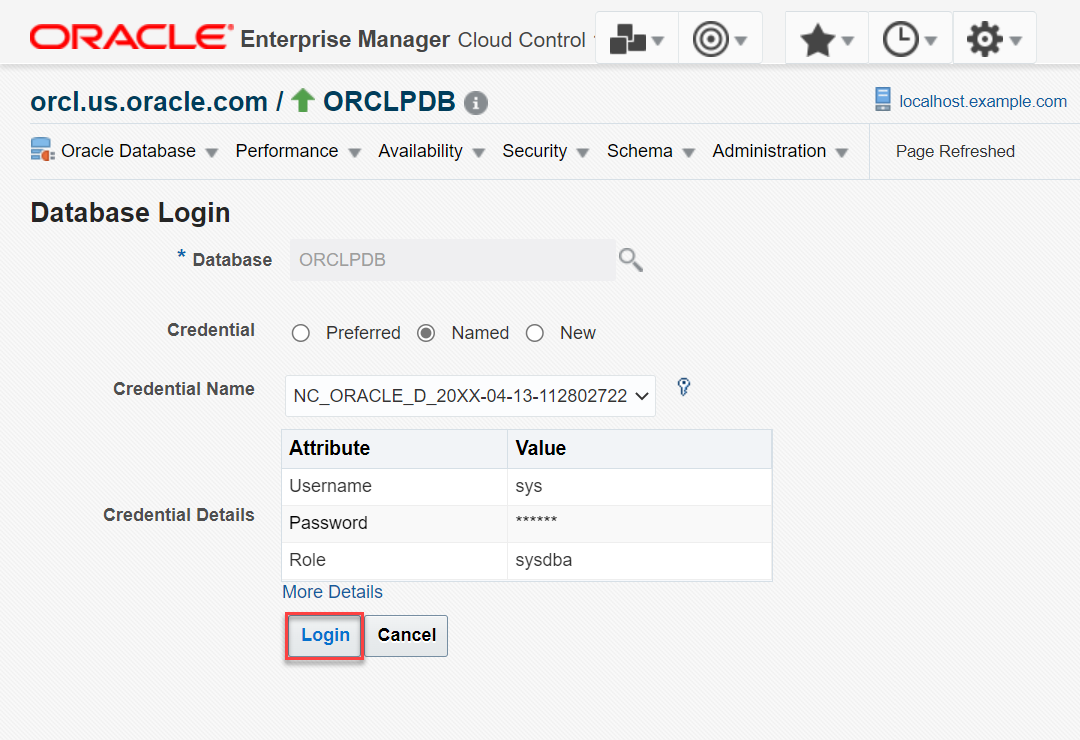 ORACLE® Enterprise Manager Cloud Control
orcl.us.oracle.com / ORCLPDB i
localhost.example.com
Oracle Database Performance Availability Security Schema Administration Page Refreshed
Database Login
* Database ORCLPDB
Credential Preferred Named New
Credential Name NC_ORACLE_D_20XX-04-13-112802722
Attribute Value
Username sys
Credential Details
Password ******
Role sysdba
More Details
Login Cancel